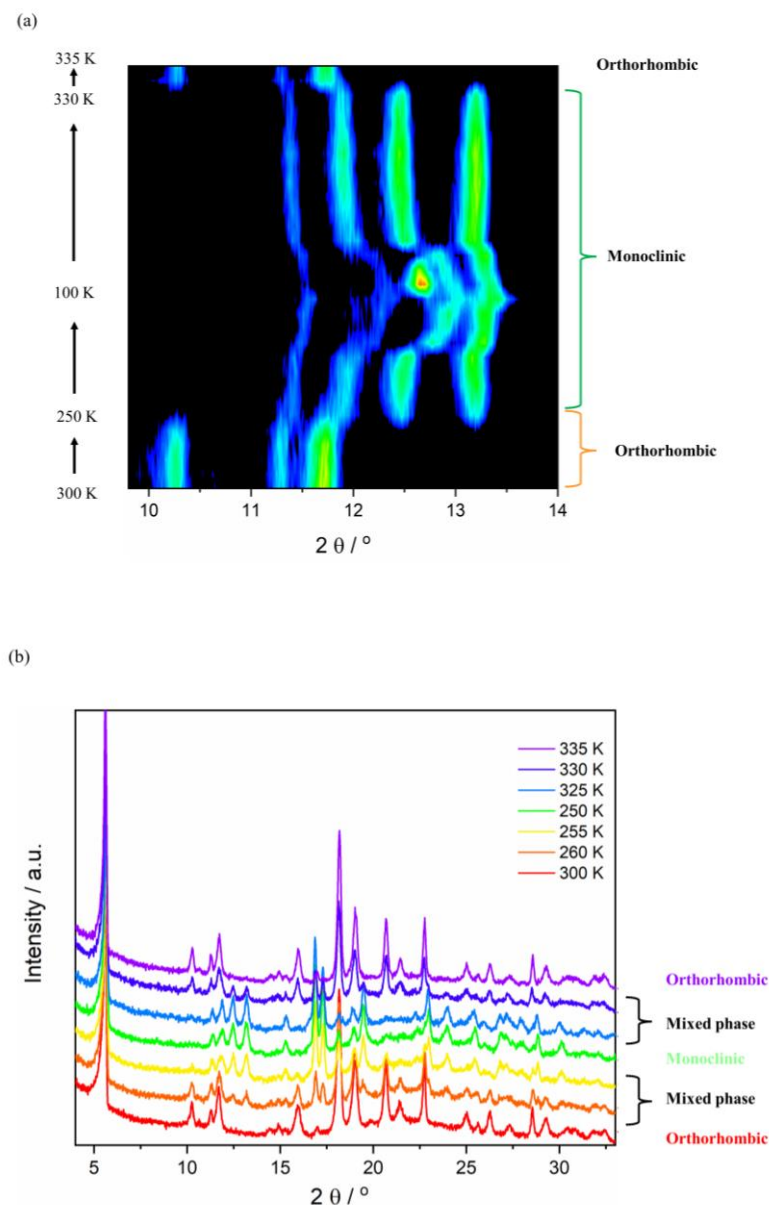 (a)
335 K
Orthorhombic
330 K
Monoclinic
100 K
250 K
Orthorhombic
300 K
10 11 12 13 14
2 θ / °
(b)
335 K
330 K
325 K
250 K
255 K
260 K
300 K
Intensity / a.u.
Orthorhombic
Mixed phase
Monoclinic
Mixed phase
Orthorhombic
5 10 15 20 25 30
2 θ / °